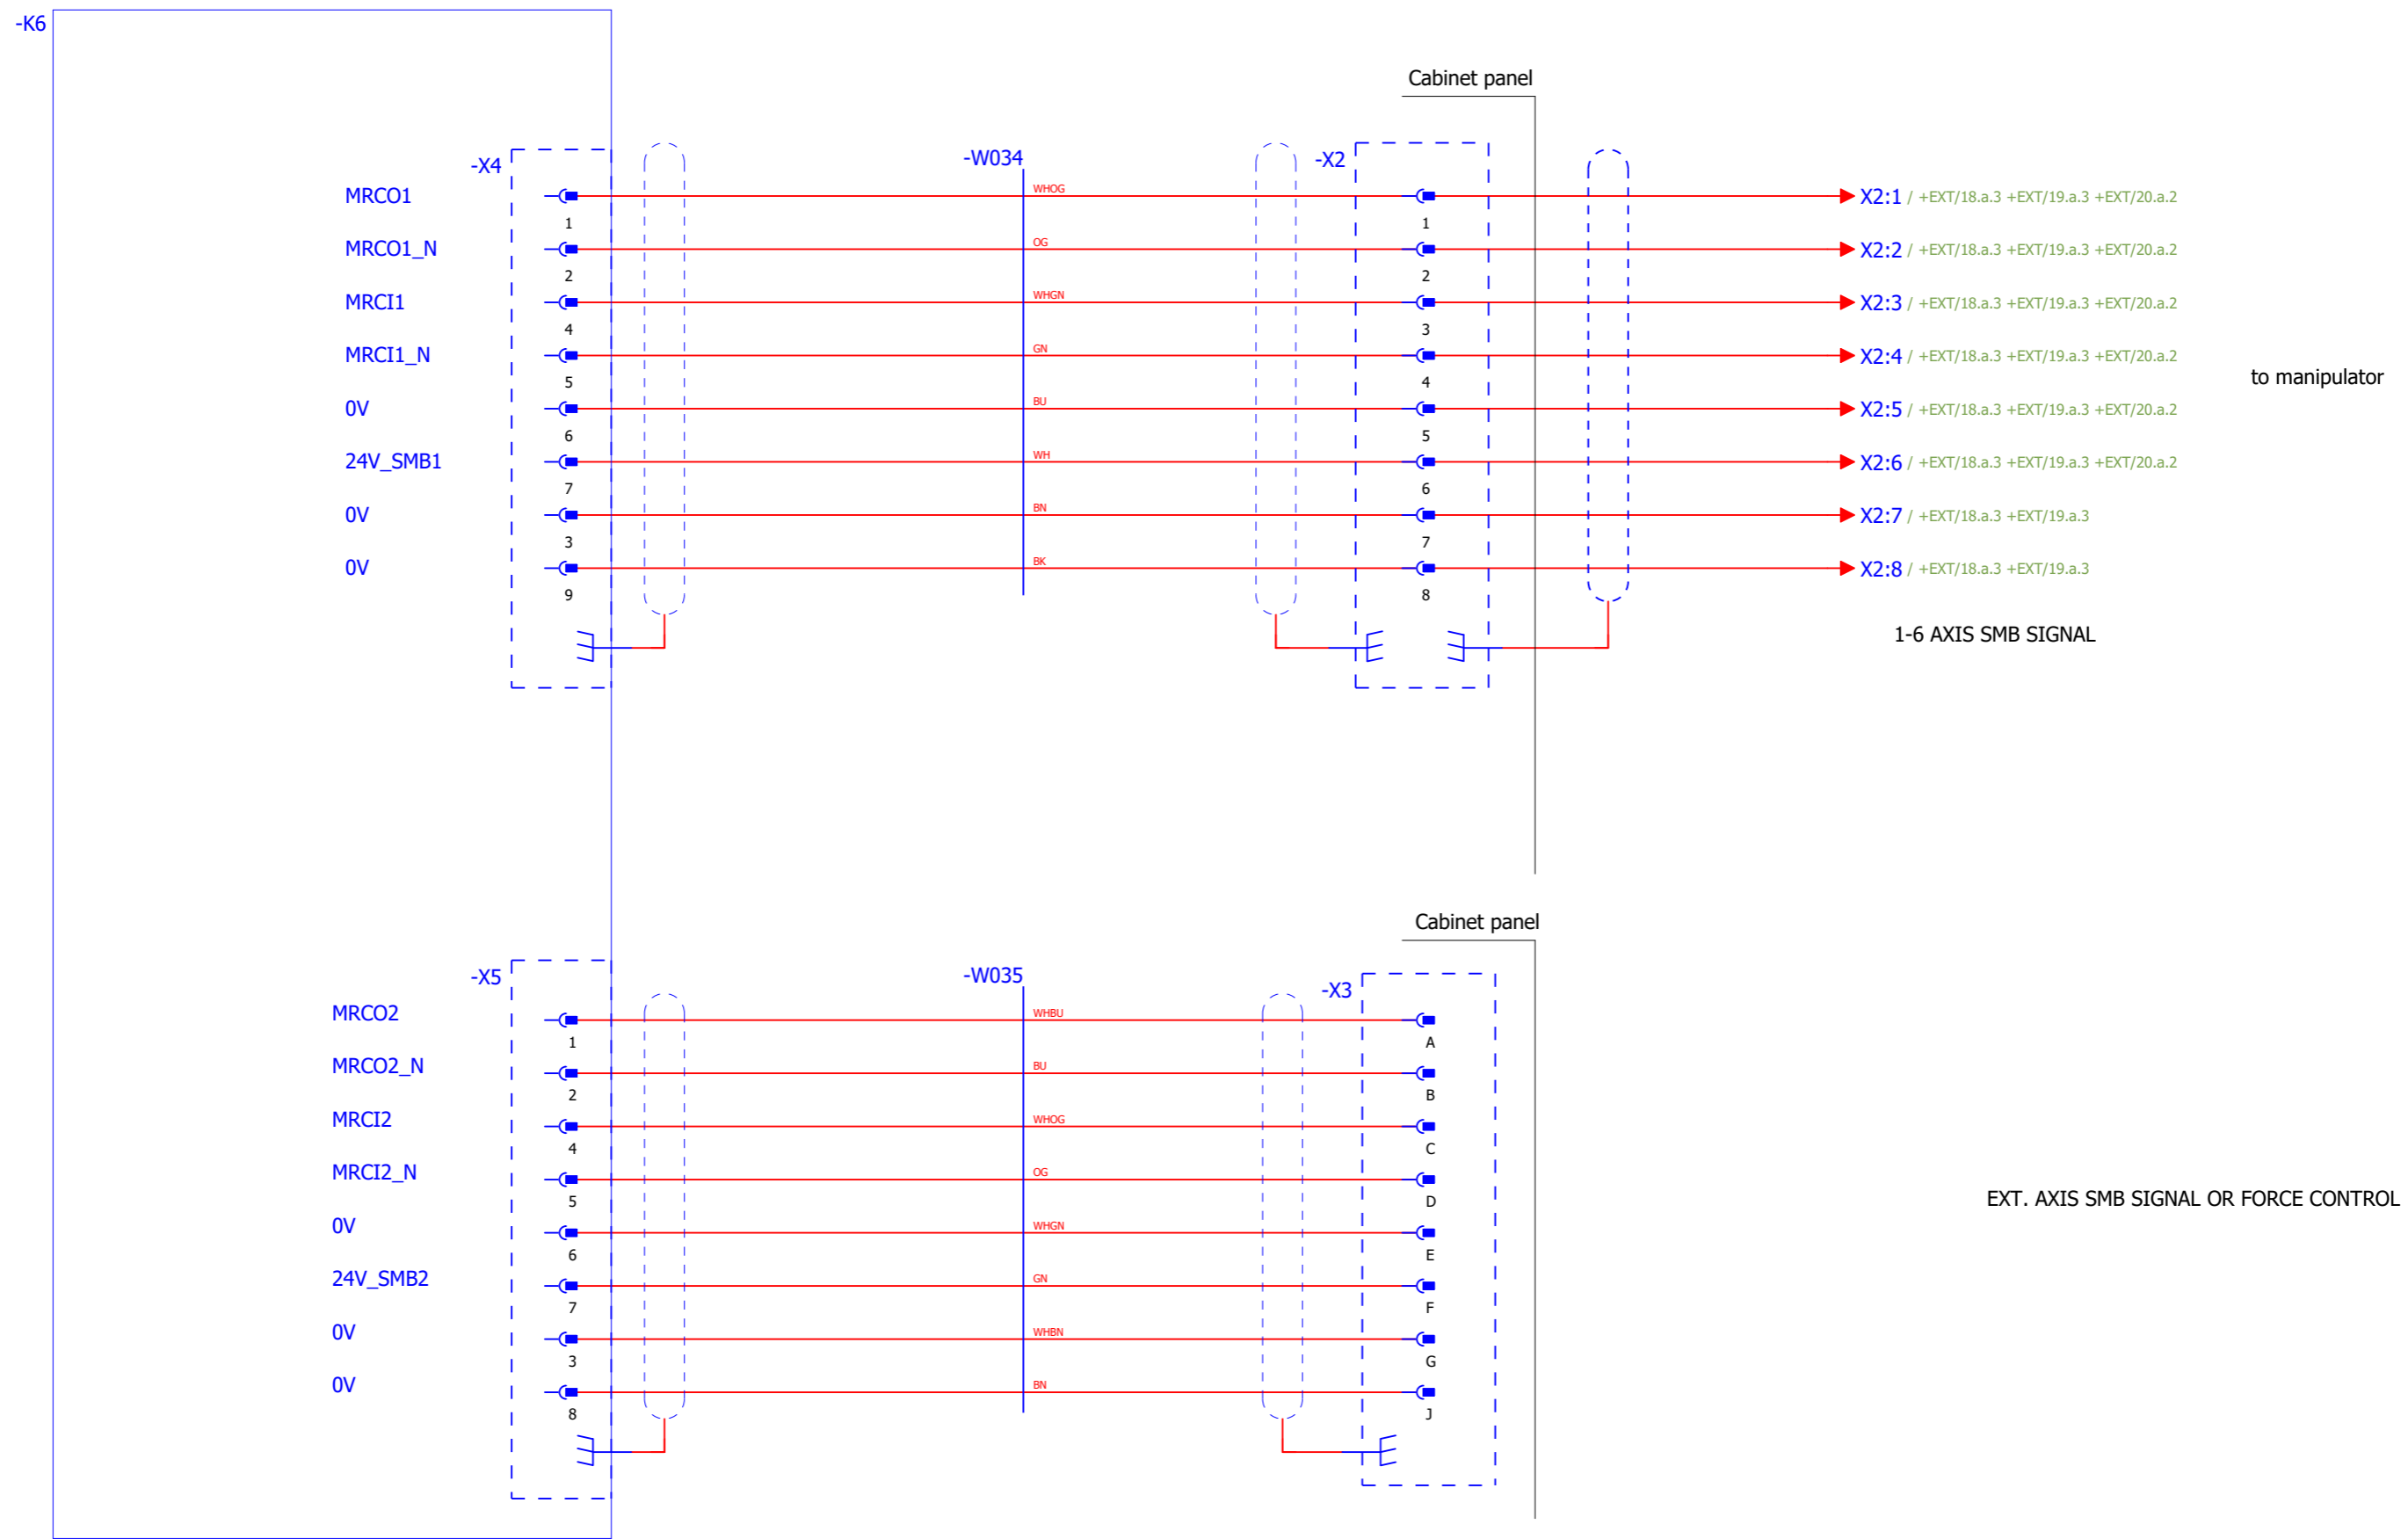 -K6
Cabinet panel
-X4
-W034
-X2
MRCO1
WHOG
X2:1 / +EXT/18.a.3 +EXT/19.a.3 +EXT/20.a.2
1
1
MRCO1_N
OG
X2:2 / +EXT/18.a.3 +EXT/19.a.3 +EXT/20.a.2
2
2
MRCI1
WHGN
X2:3 / +EXT/18.a.3 +EXT/19.a.3 +EXT/20.a.2
4
3
MRCI1_N
GN
X2:4 / +EXT/18.a.3 +EXT/19.a.3 +EXT/20.a.2
to manipulator
5
4
0V
BU
X2:5 / +EXT/18.a.3 +EXT/19.a.3 +EXT/20.a.2
6
5
24V_SMB1
WH
X2:6 / +EXT/18.a.3 +EXT/19.a.3 +EXT/20.a.2
7
6
0V
BN
X2:7 / +EXT/18.a.3 +EXT/19.a.3
3
7
0V
BK
X2:8 / +EXT/18.a.3 +EXT/19.a.3
9
8
1-6 AXIS SMB SIGNAL
Cabinet panel
-X5
-W035
-X3
MRCO2
WHBU
1
A
MRCO2_N
BU
2
B
MRCI2
WHOG
4
C
MRCI2_N
OG
5
D
EXT. AXIS SMB SIGNAL OR FORCE CONTROL
0V
WHGN
6
E
24V_SMB2
GN
7
F
0V
WHBN
3
G
0V
BN
8
J